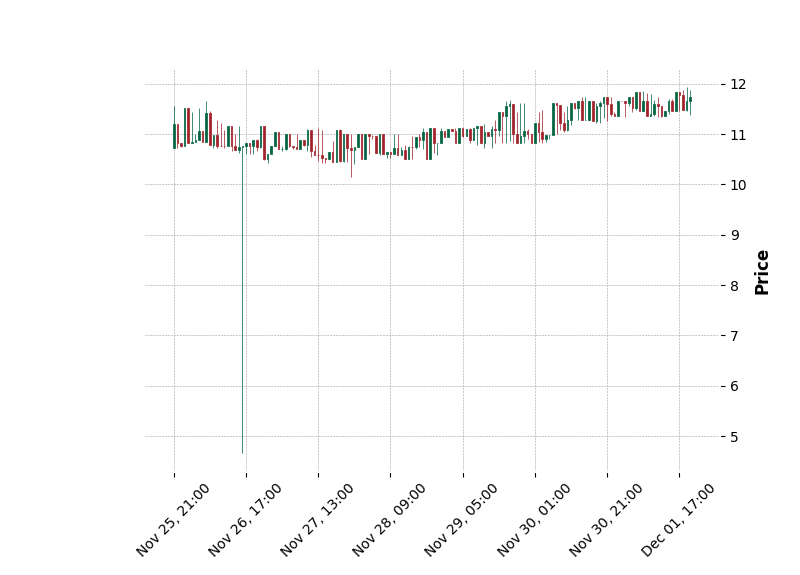 12
11
10
9
8
7
6
5
Price
Nov 25, 21:00
Nov 26, 17:00
Nov 27, 13:00
Nov 28, 09:00
Nov 29, 05:00
Nov 30, 01:00
Nov 30, 21:00
Dec 01, 17:00